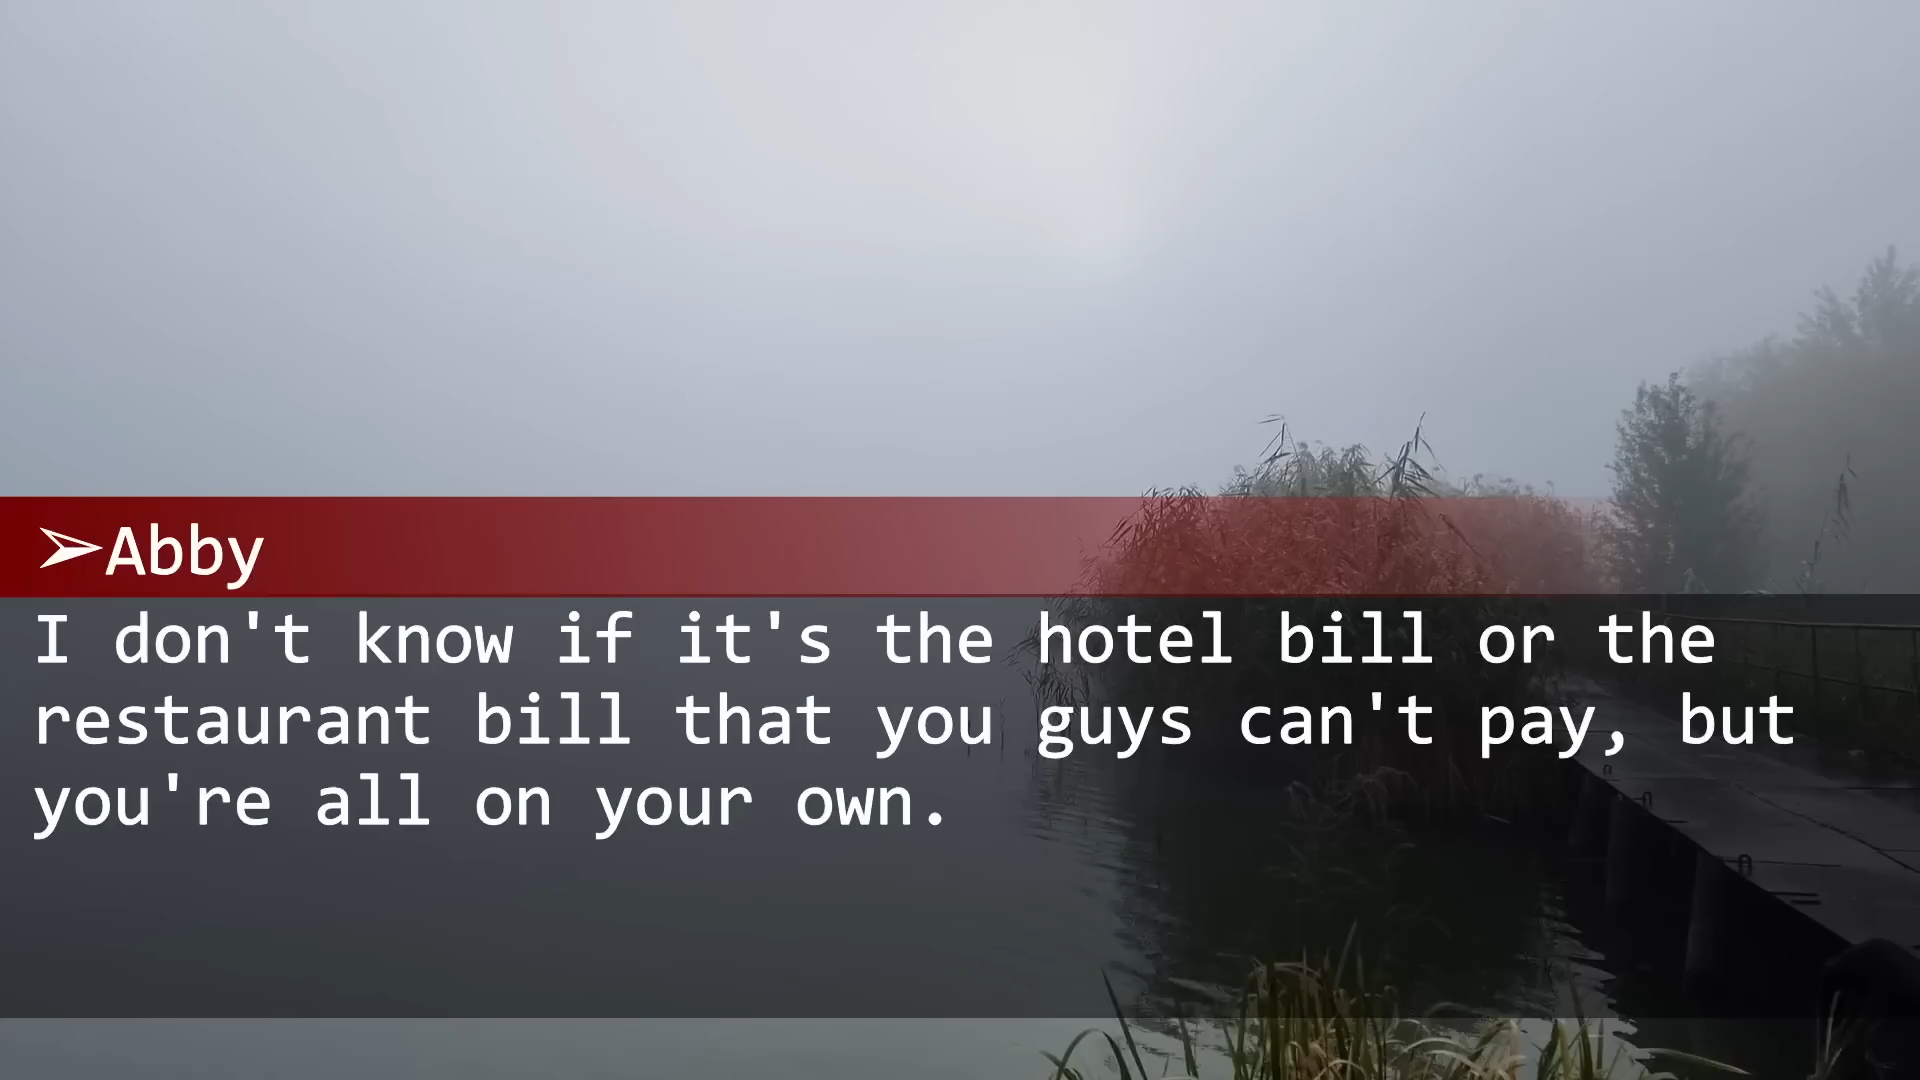 ➢Abby
I don't know if it's the hotel bill or the
restaurant bill that you guys can't pay, but
you're all on your own.